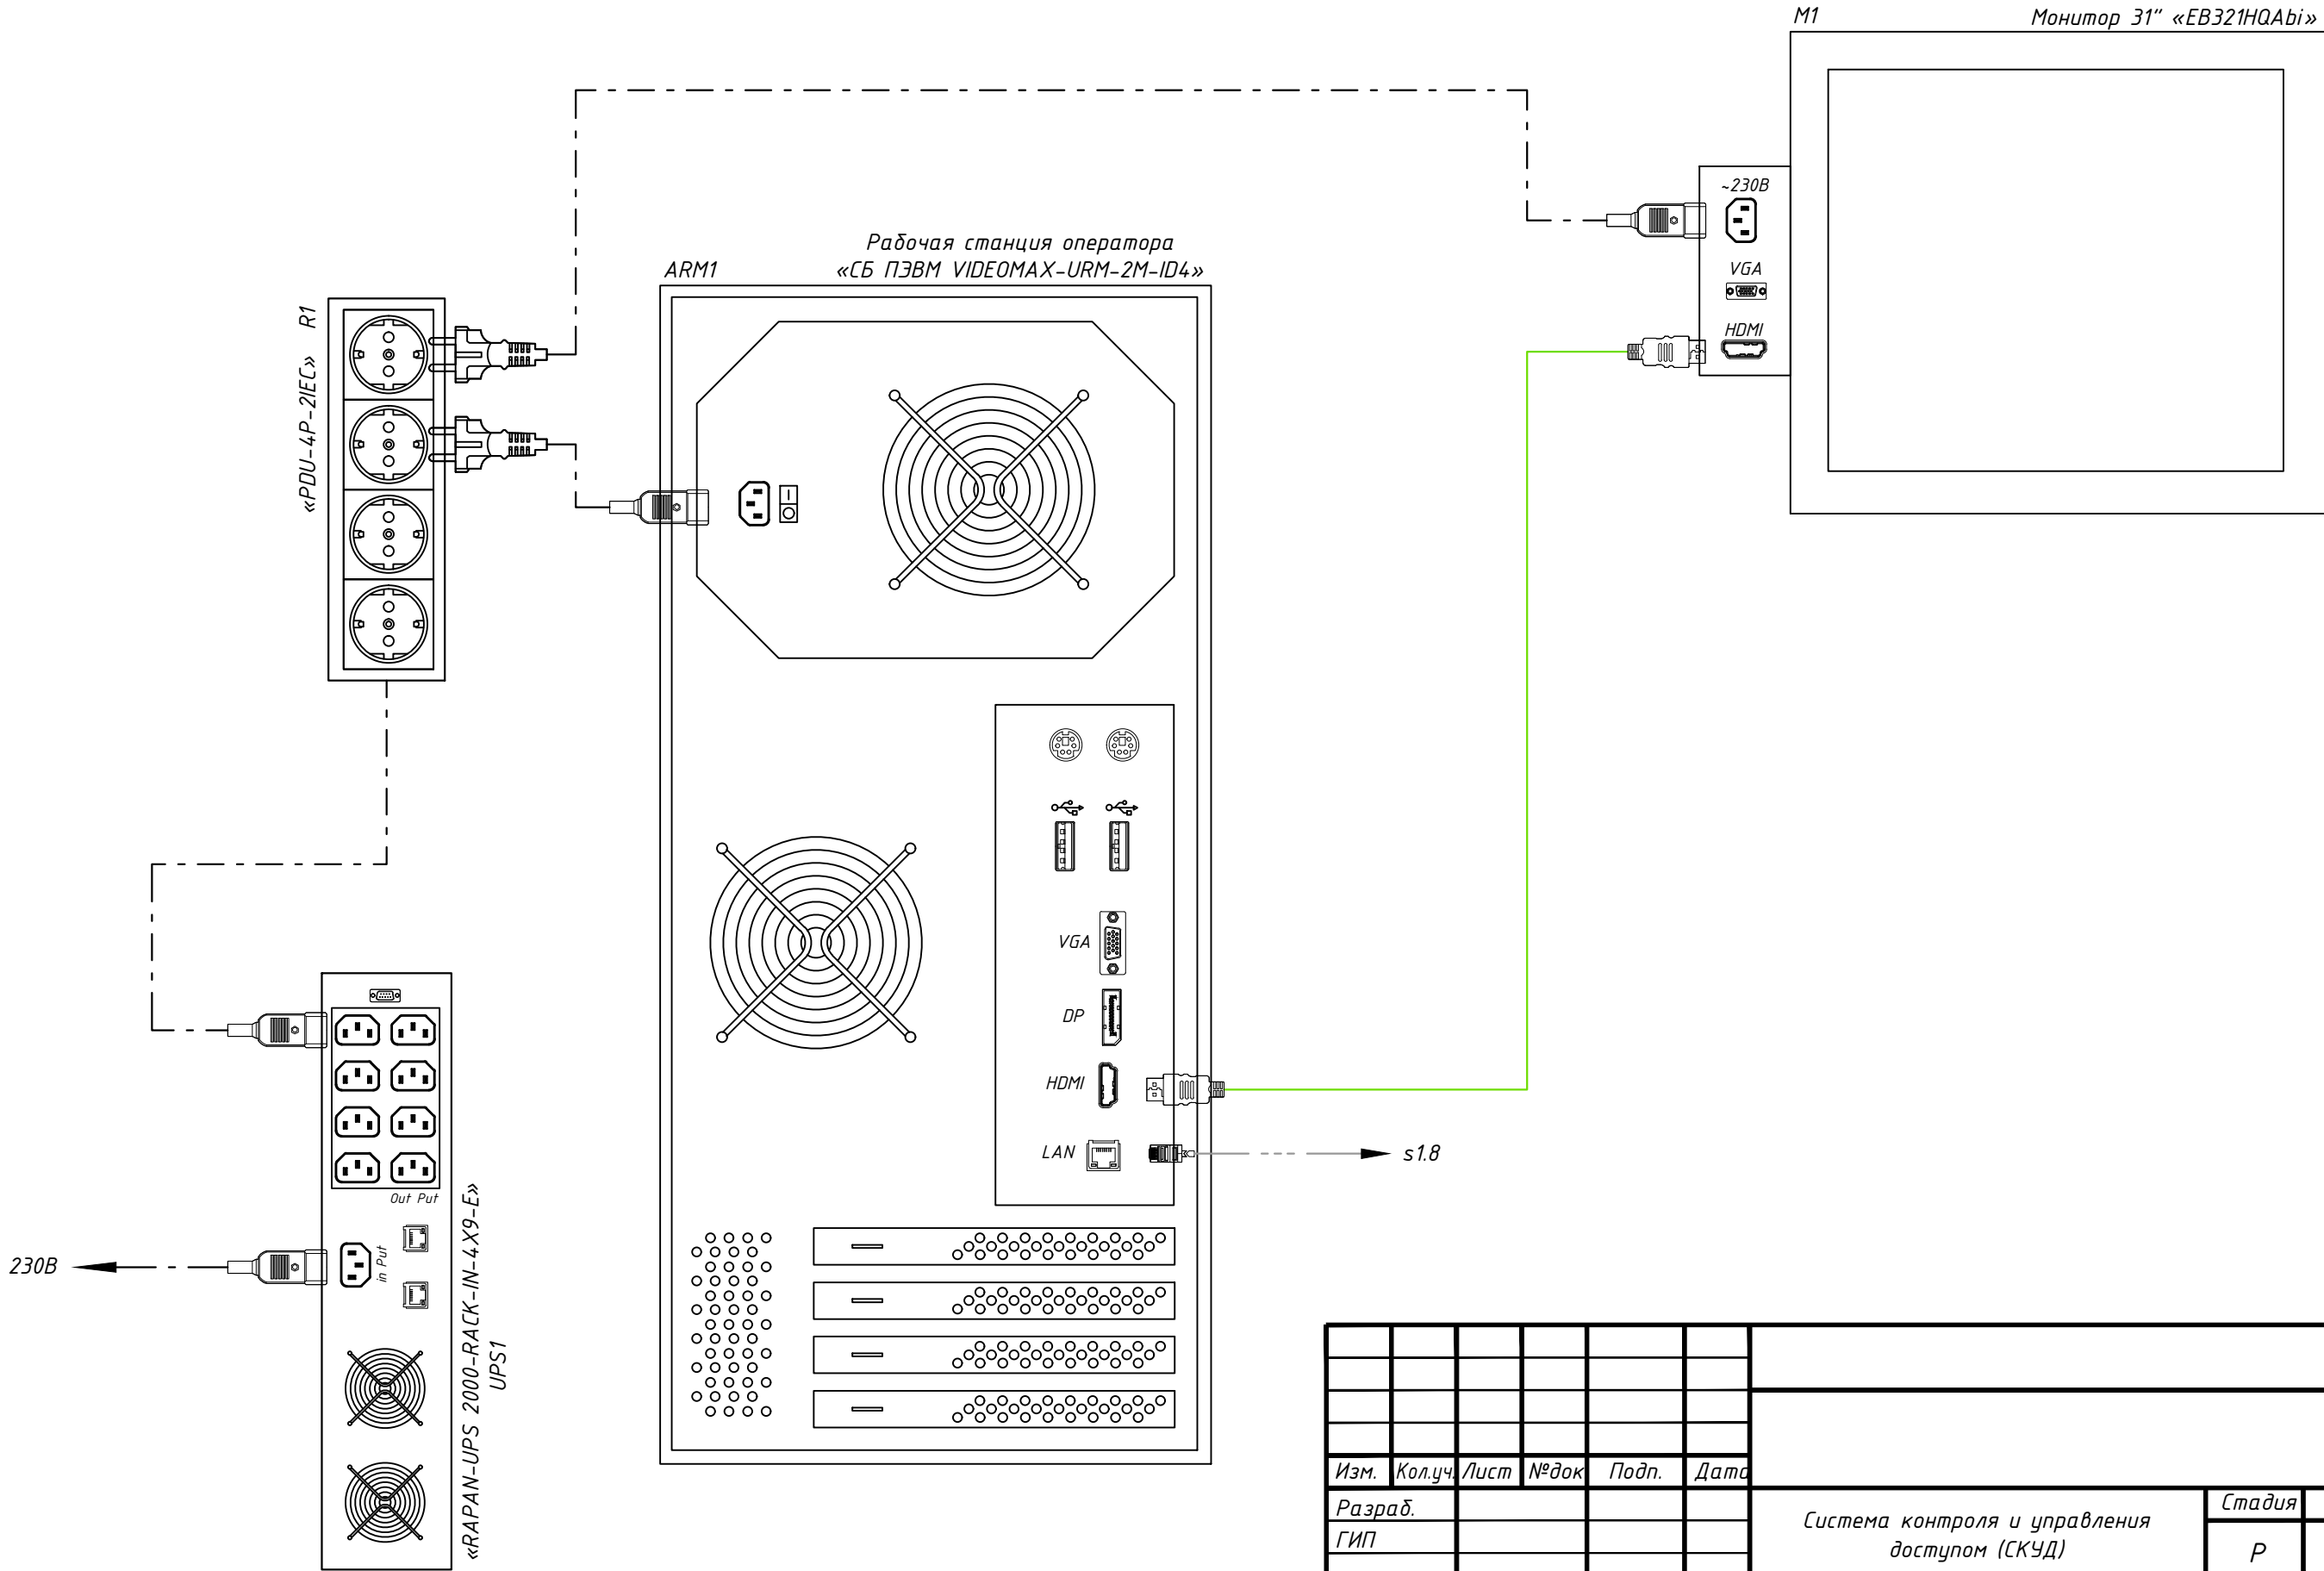 M1
Монитор 31" «EB321HQAbi»
~230В
VGA
HDMI
Рабочая станция оператора
ARM1
«СБ ПЭВМ VIDEOMAX-URM-2M-ID4»
«PDU-4P-2IEC» R1
VGA
DP
HDMI
LAN
s1.8
Out Put
in Put
230В
«RAPAN-UPS 2000-RACK-IN-4X9-E»
UPS1
Изм. Кол.уч. Лист №док Подп. Дата
Разраб.
ГИП
Система контроля и управления
доступом (СКУД)
Стадия
Р